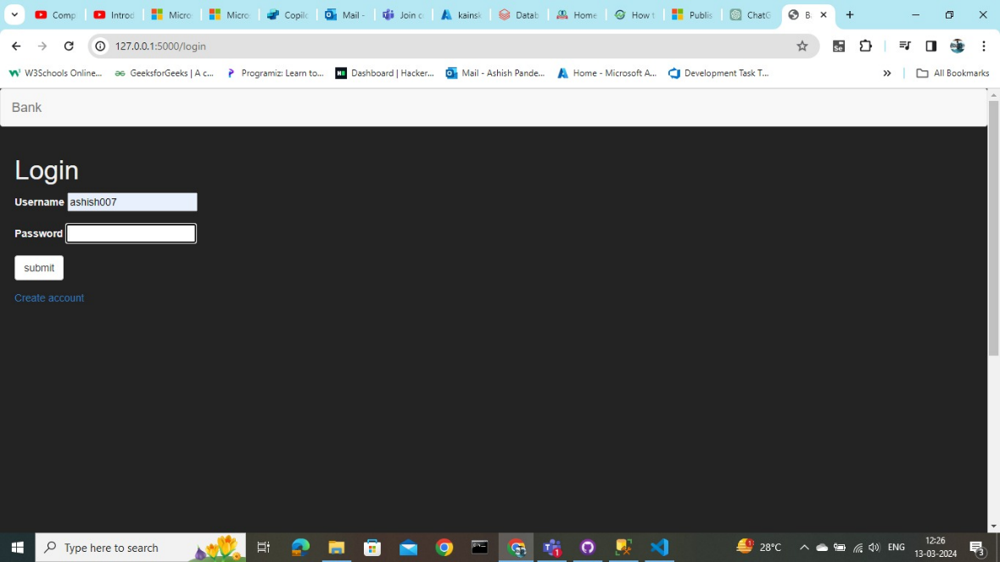 Comp Introd Micro Micro Copilo Mail - Join co kainsk Datab Home How t Publis ChatG B
127.0.0.1:5000/login
W3Schools Online... GeeksforGeeks | A c... Programiz: Learn to... Dashboard | Hacker... Mail - Ashish Pande... Home - Microsoft A... Development Task T... » All Bookmarks
Bank
Login
Username ashish007
Password
submit
Create account
Type here to search 28°C ENG 12:26
13-03-2024